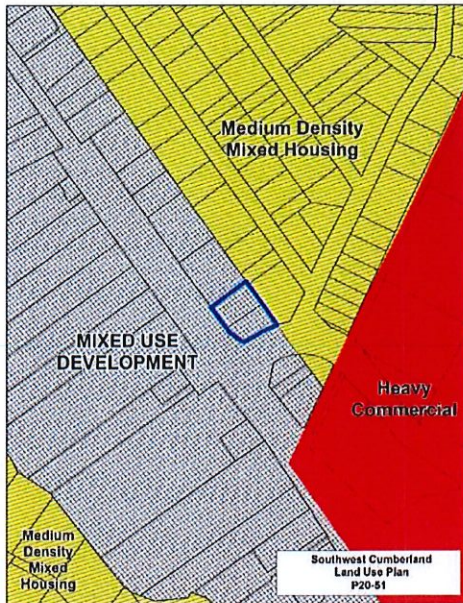 Medium Density
Mixed Housing
MIXED USE
DEVELOPMENT
Heavy
Commercial
Medium
Density
Mixed
Housing
Southwest Cumberland
Land Use Plan
P20-51